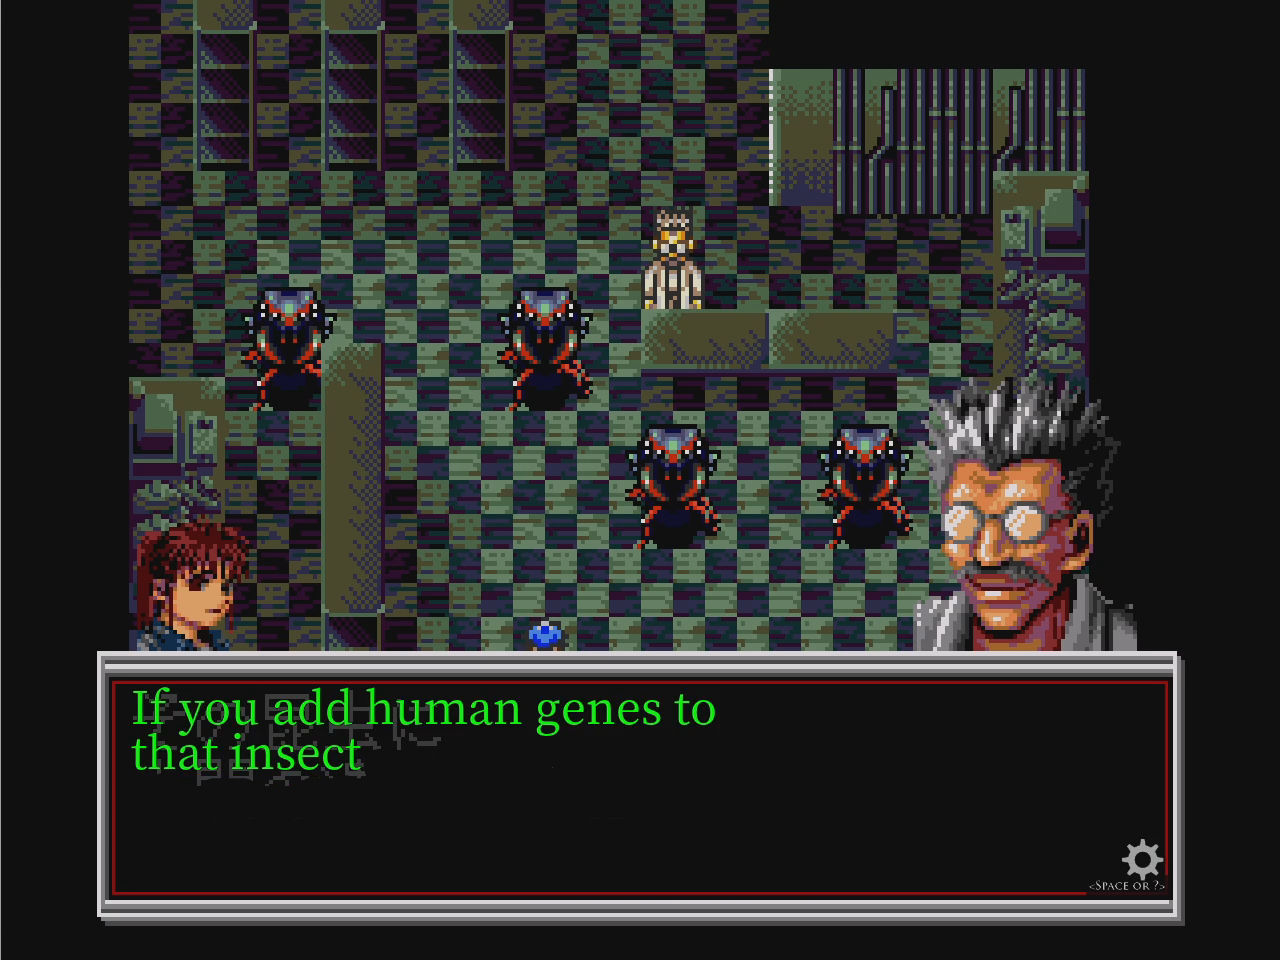 If you add human genes to
that insect
<Space or ?>